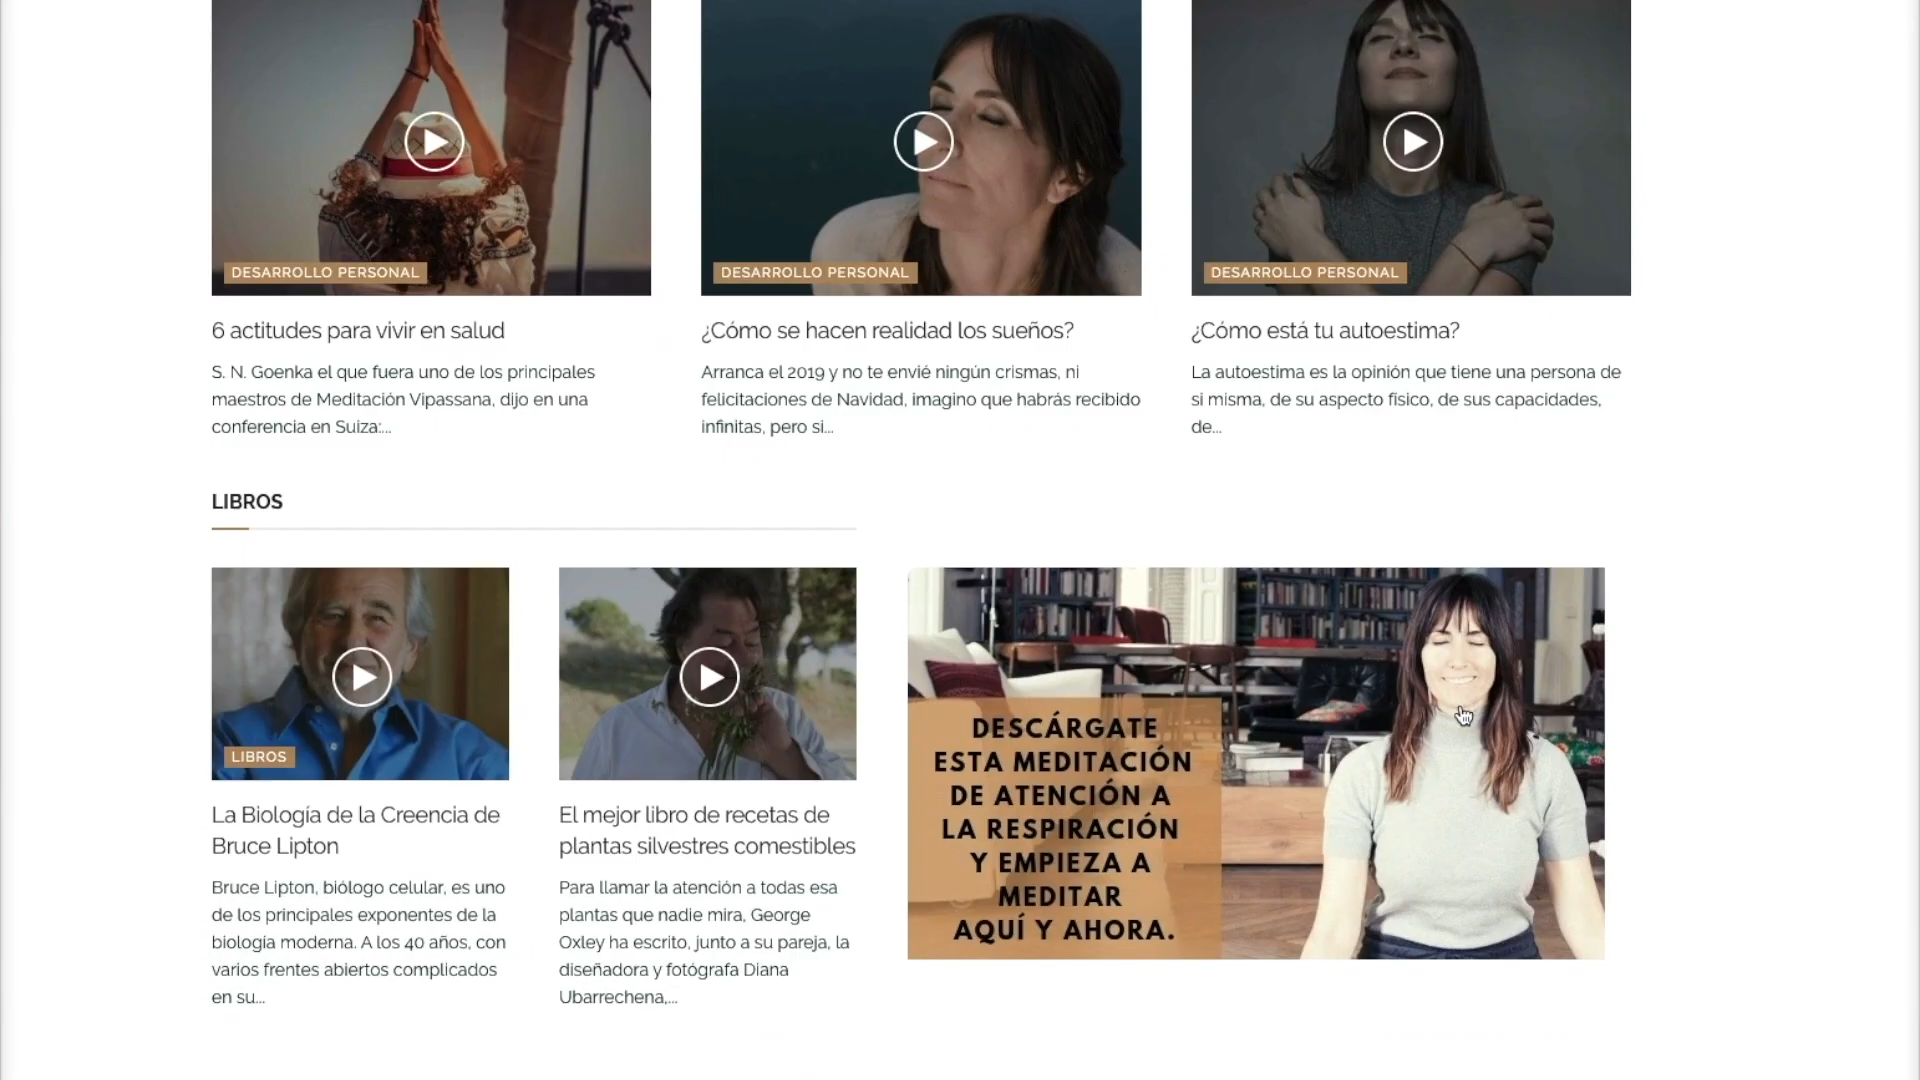 DESARROLLO PERSONAL
DESARROLLO PERSONAL
DESARROLLO PERSONAL
6 actitudes para vivir en salud
S. N. Goenka el que fuera uno de los principales
maestros de Meditación Vipassana, dijo en una
conferencia en Suiza:...
¿Cómo se hacen realidad los sueños?
Arranca el 2019 y no te envié ningún crismas, ni
felicitaciones de Navidad, imagino que habrás recibido
infinitas, pero si...
¿Cómo está tu autoestima?
La autoestima es la opinión que tiene una persona de
si misma, de su aspecto físico, de sus capacidades,
de...
LIBROS
LIBROS
La Biología de la Creencia de
Bruce Lipton
Bruce Lipton, biólogo celular, es uno
de los principales exponentes de la
biología moderna. A los 40 años, con
varios frentes abiertos complicados
en su...
El mejor libro de recetas de
plantas silvestres comestibles
Para llamar la atención a todas esa
plantas que nadie mira, George
Oxley ha escrito, junto a su pareja, la
diseñadora y fotógrafa Diana
Ubarrechena,...
DESCÁRGATE
ESTA MEDITACIÓN
DE ATENCIÓN A
LA RESPIRACIÓN
Y EMPIEZA A
MEDITAR
AQUÍ Y AHORA.